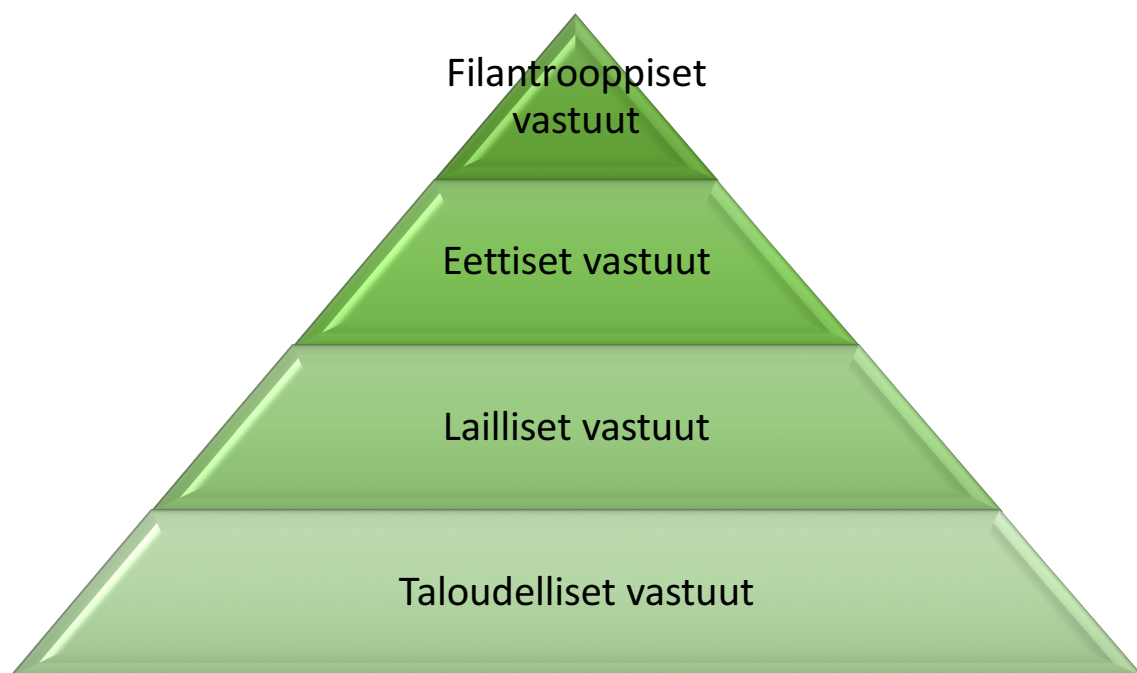 Filantrooppiset
vastuut
Eettiset vastuut
Lailliset vastuut
Taloudelliset vastuut